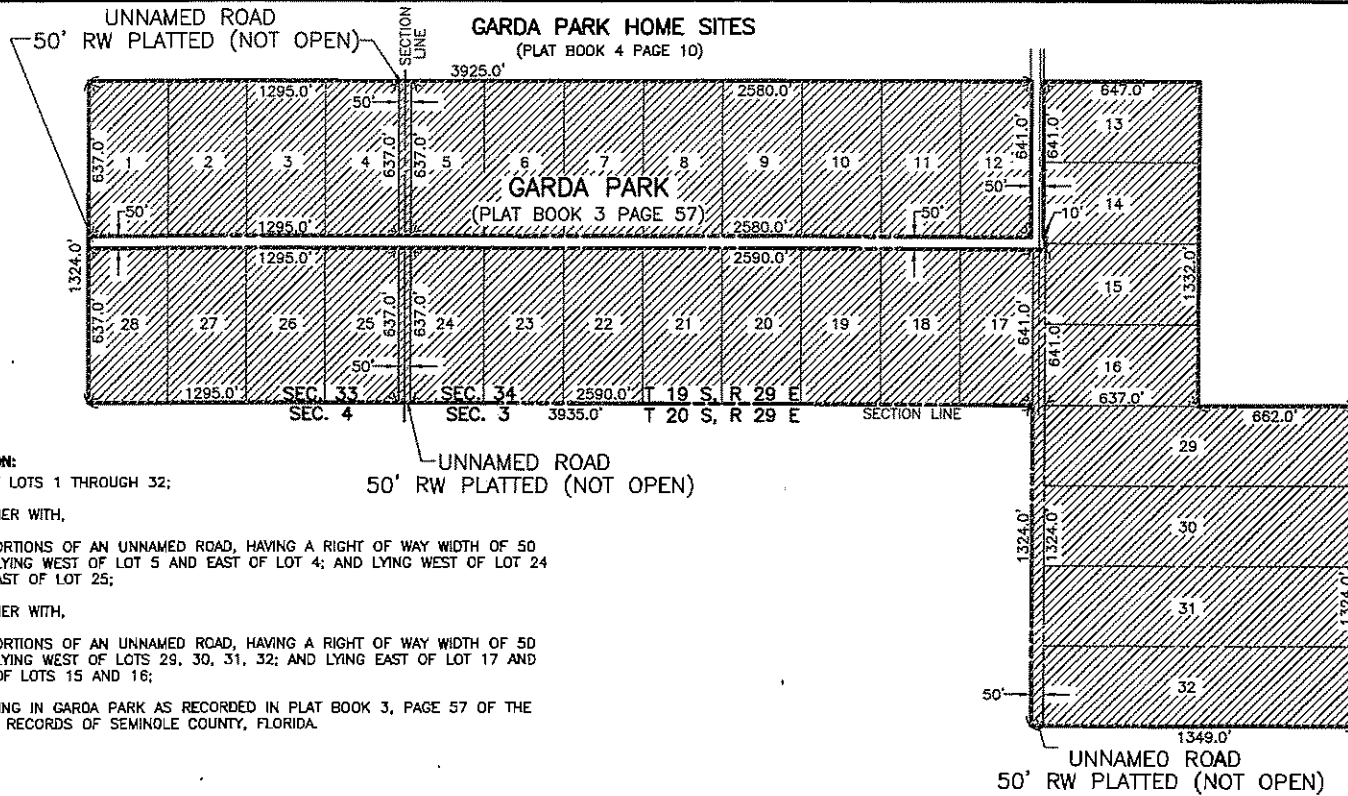 UNNAMED ROAD
50' RW PLATTED (NOT OPEN)
SECTION
LINE
GARDA PARK HOME SITES
(PLAT BOOK 4 PAGE 10)
3925.0'
1295.0'
50'
2580.0'
647.0'
637.0'
1
2
3
4
637.0'
637.0'
5
6
7
8
9
10
11
12
641.0'
641.0'
13
GARDA PARK
(PLAT BOOK 3 PAGE 57)
50'
14
50'
1295.0'
2580.0'
50'
10'
1324.0'
1295.0'
2590.0'
1332.0'
15
637.0'
28
27
26
25
637.0'
637.0'
24
23
22
21
20
19
18
17
641.0'
641.0'
16
50'
1295.0'
SEC. 33
SEC. 34
2590.0'
T 19 S, R 29 E
637.0'
SEC. 4
SEC. 3
3935.0'
T 20 S, R 29 E
SECTION LINE
662.0'
29
UNNAMED ROAD
50' RW PLATTED (NOT OPEN)
ON:
LOTS 1 THROUGH 32;
ER WITH,
ORTIONS OF AN UNNAMED ROAD, HAVING A RIGHT OF WAY WIDTH OF 50
LYING WEST OF LOT 5 AND EAST OF LOT 4; AND LYING WEST OF LOT 24
AST OF LOT 25;
ER WITH,
ORTIONS OF AN UNNAMED ROAD, HAVING A RIGHT OF WAY WIDTH OF 50
LYING WEST OF LOTS 29, 30, 31, 32; AND LYING EAST OF LOT 17 AND
OF LOTS 15 AND 16;
ING IN GARDA PARK AS RECORDED IN PLAT BOOK 3, PAGE 57 OF THE
RECORDS OF SEMINOLE COUNTY, FLORIDA.
1324.0'
1324.0'
30
31
1324.0'
50'
32
1349.0'
UNNAMED ROAD
50' RW PLATTED (NOT OPEN)